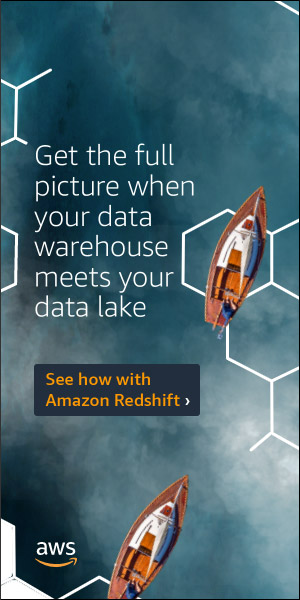 Get the full
picture when
your data
warehouse
meets your
data lake
See how with
Amazon Redshift ›
aws